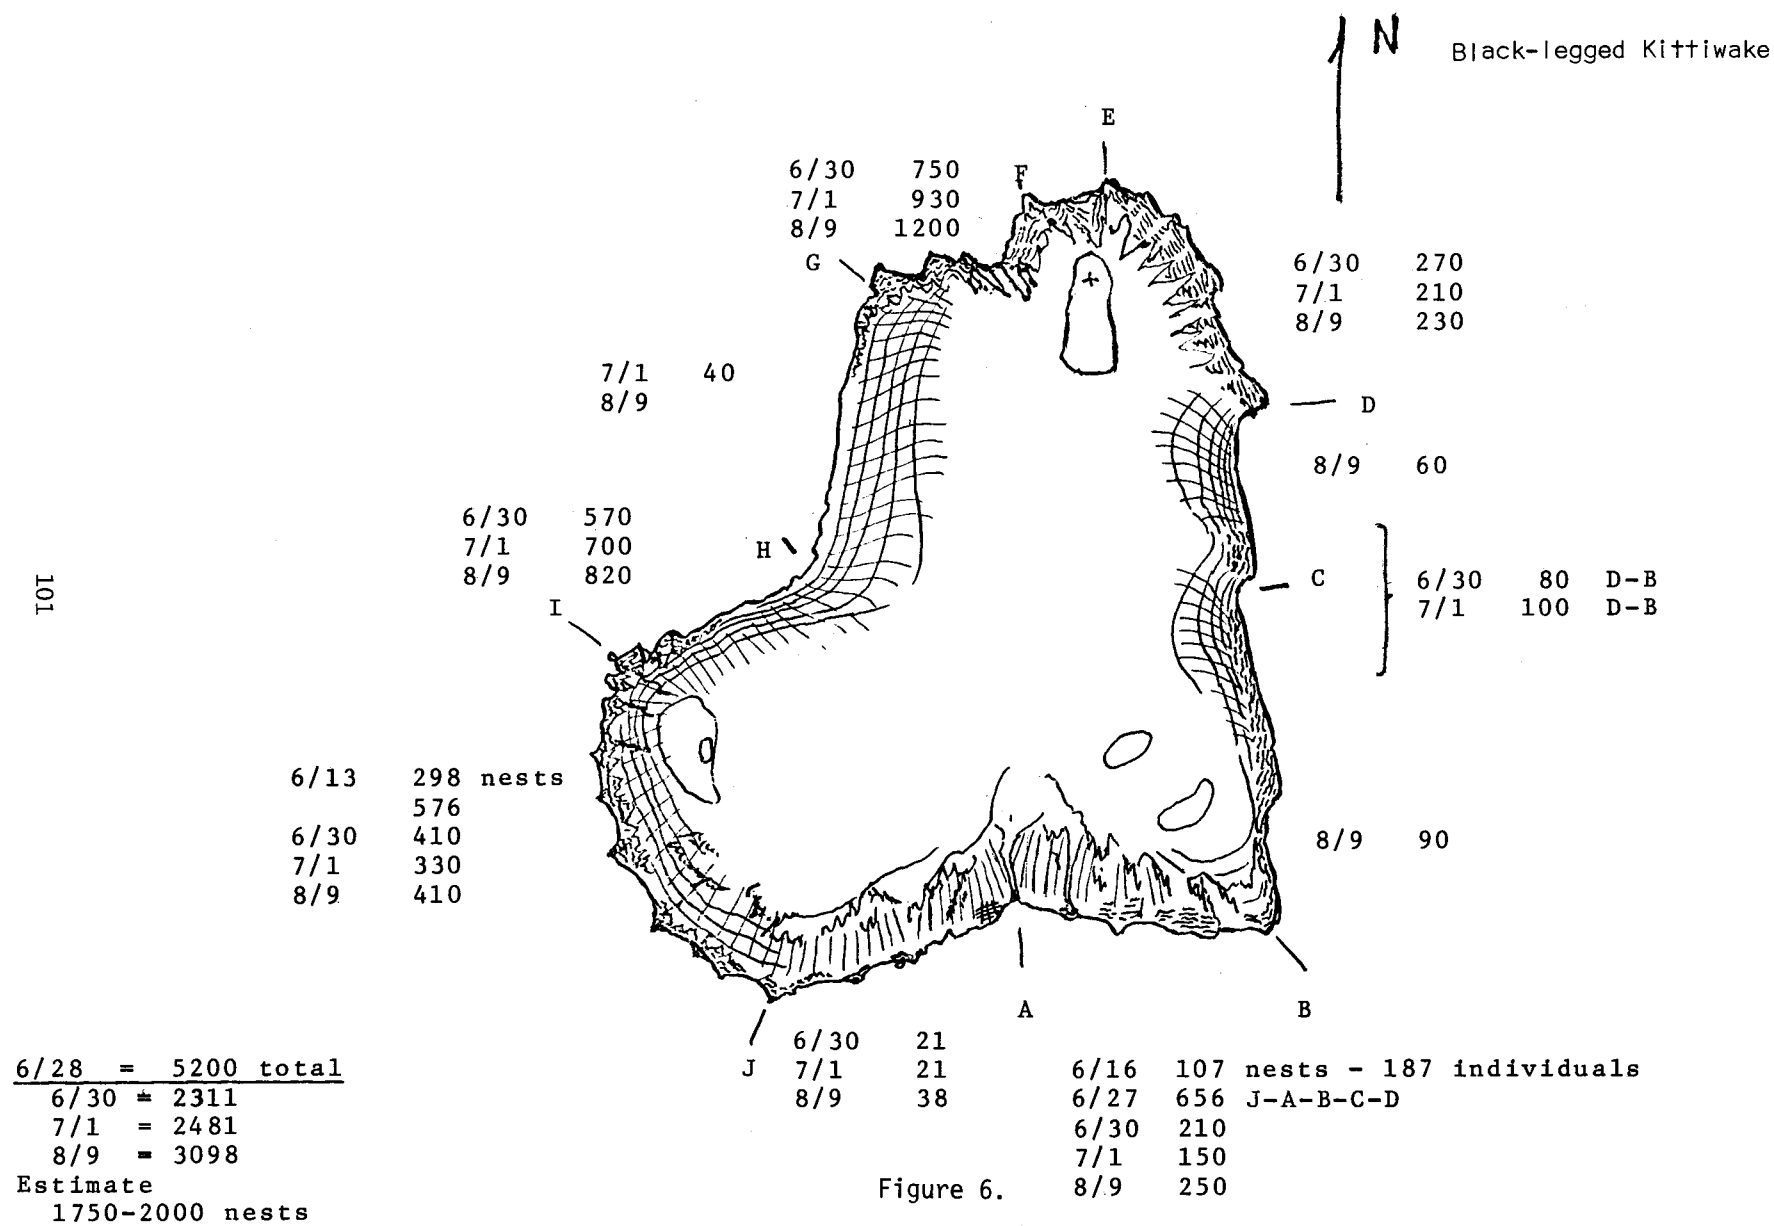 N
Black-legged Kittiwake
E
F
6/30 750
7/1 930
8/9 1200
G
6/30 270
7/1 210
8/9 230
7/1 40
8/9
D
8/9 60
6/30 570
7/1 700
8/9 820
H
I
C
6/30 80 D-B
7/1 100 D-B
101
6/13 298 nests
576
6/30 410
7/1 330
8/9 410
8/9 90
A
B
J
6/30 21
7/1 21
8/9 38
6/16 107 nests - 187 individuals
6/27 656 J-A-B-C-D
6/30 210
7/1 150
8/9 250
6/28 = 5200 total
6/30 = 2311
7/1 = 2481
8/9 = 3098
Estimate
1750-2000 nests
Figure 6.